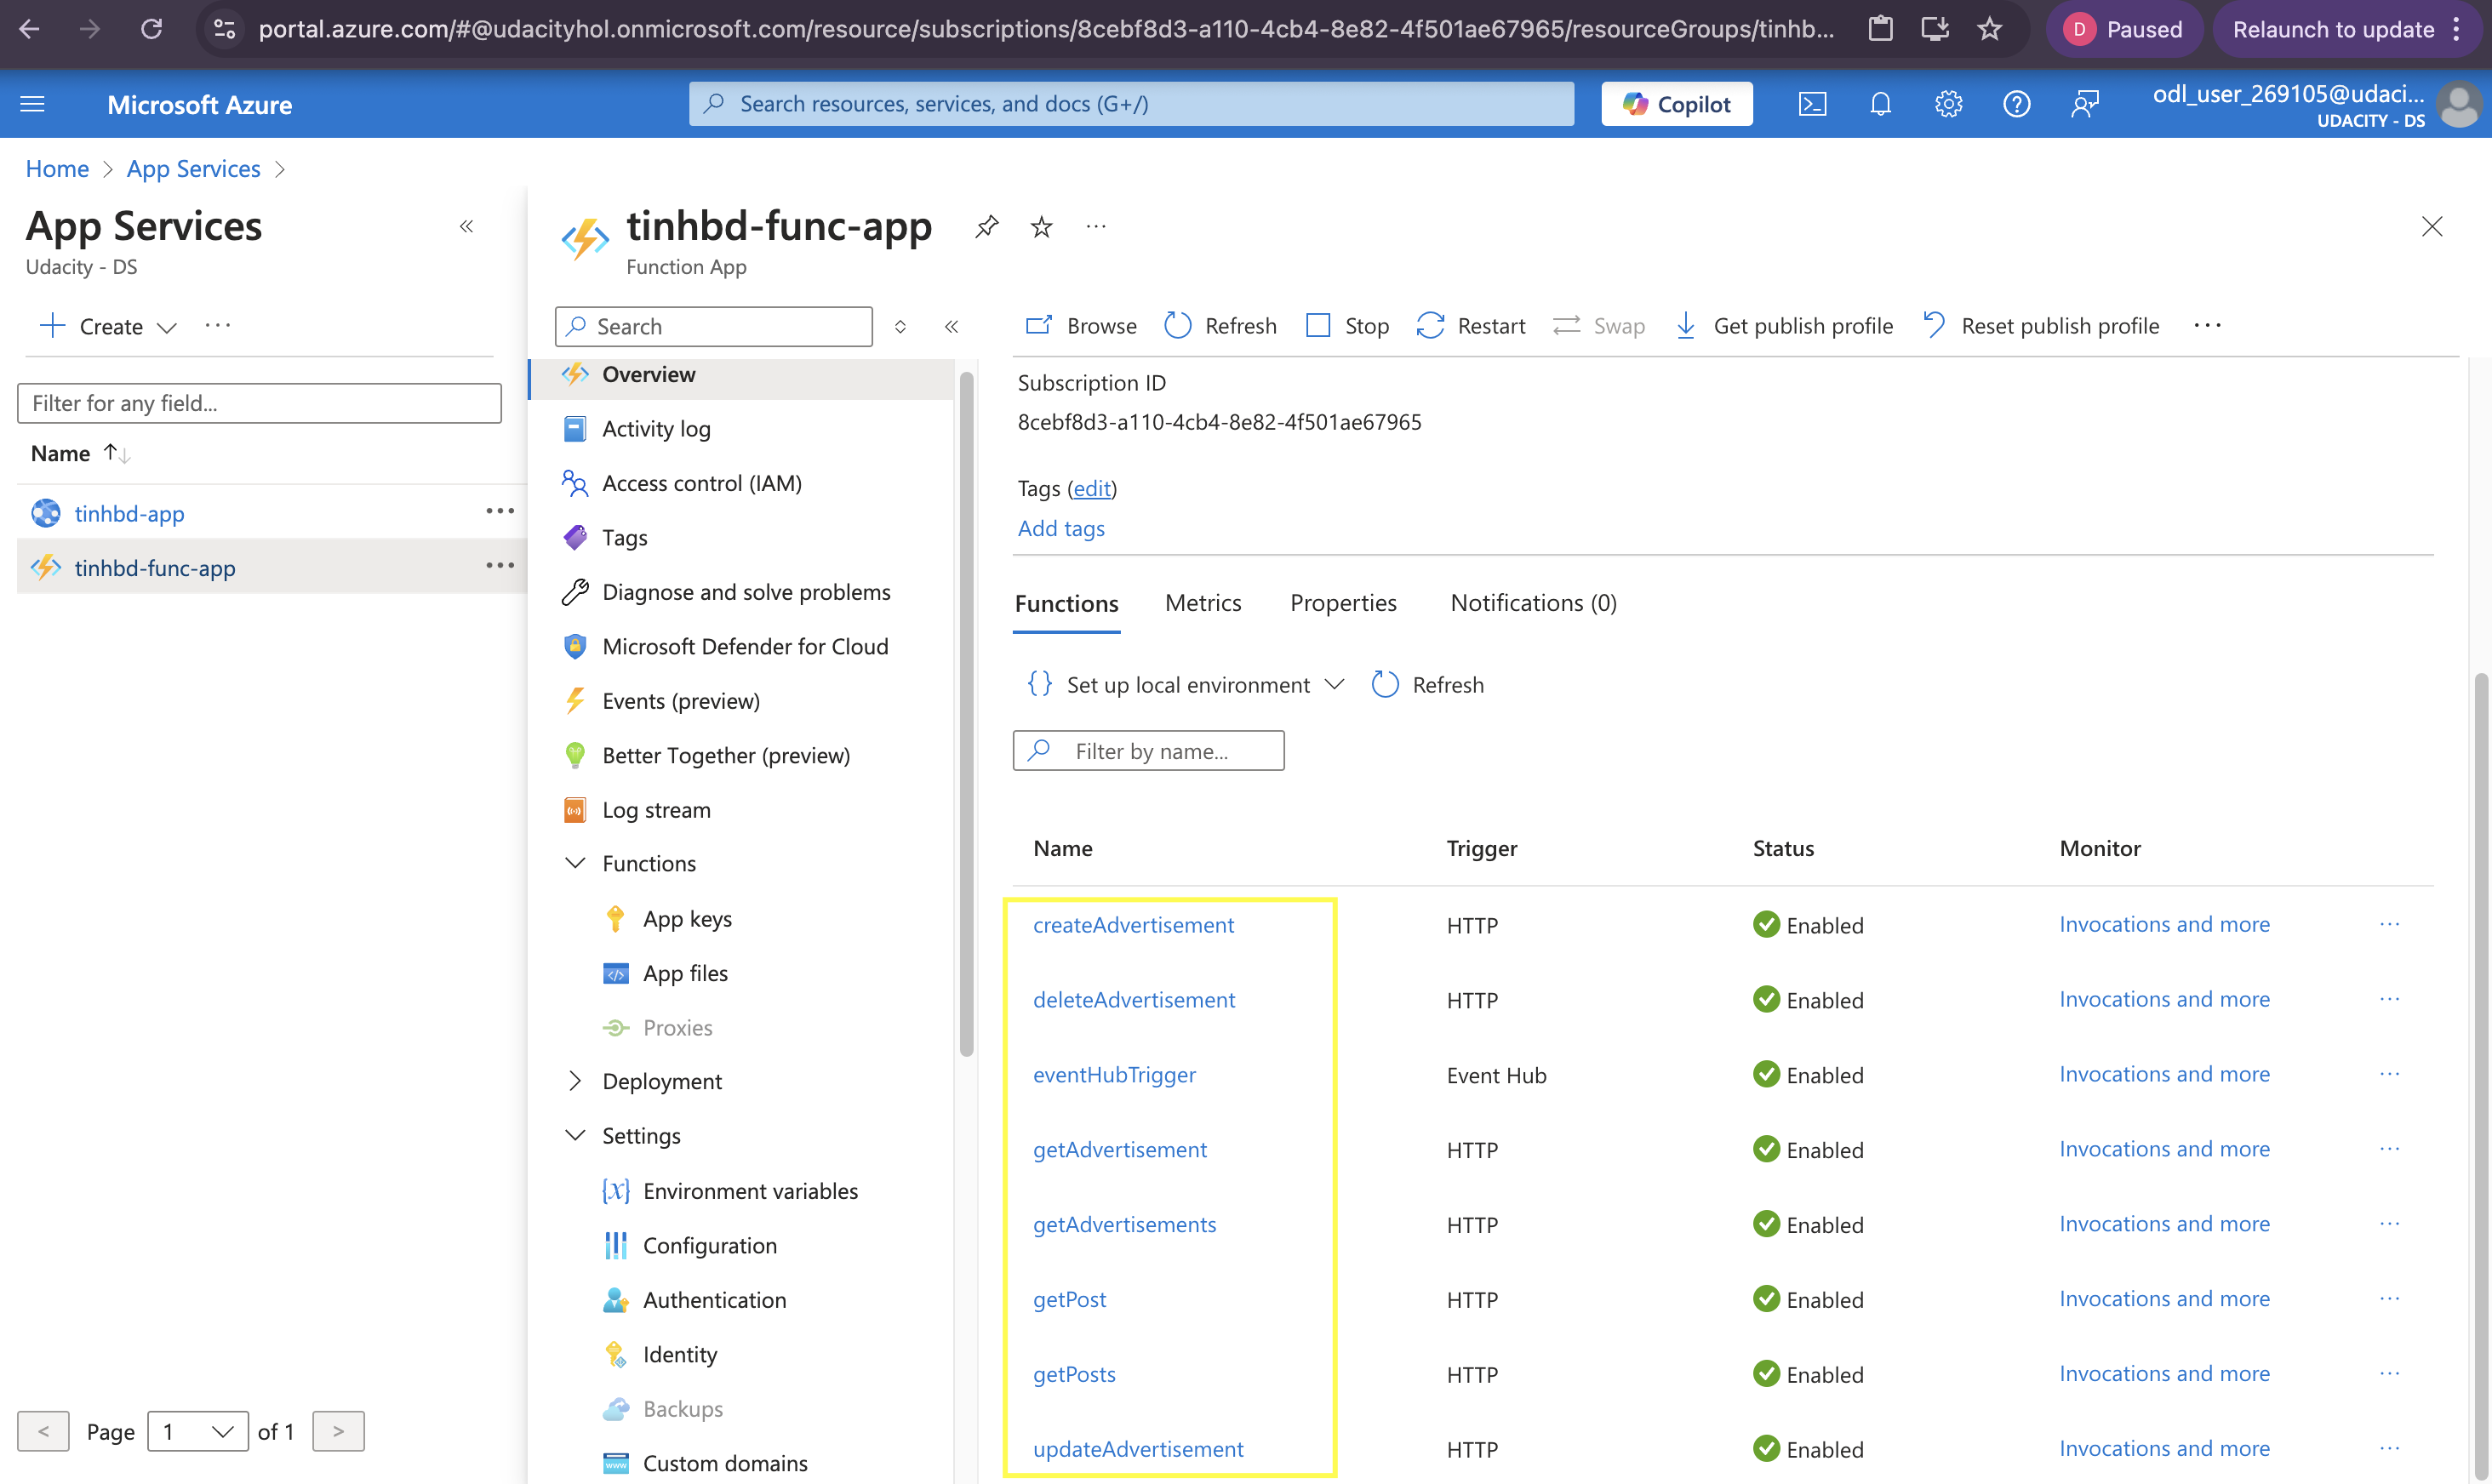 portal.azure.com/#@udacityhol.onmicrosoft.com/resource/subscriptions/8cebf8d3-a110-4cb4-8e82-4f501ae67965/resourceGroups/tinhb...
D Paused
Relaunch to update
Microsoft Azure
Search resources, services, and docs (G+/)
Copilot
odl_user_269105@udaci...
UDACITY - DS
Home > App Services >
App Services
Udacity - DS
Create
Filter for any field...
Name
tinhbd-app
tinhbd-func-app
< Page 1 of 1 >
tinhbd-func-app
Function App
Search
Overview
Activity log
Access control (IAM)
Tags
Diagnose and solve problems
Microsoft Defender for Cloud
Events (preview)
Better Together (preview)
Log stream
Functions
App keys
App files
Proxies
Deployment
Settings
Environment variables
Configuration
Authentication
Identity
Backups
Custom domains
Browse Refresh Stop Restart Swap Get publish profile Reset publish profile
Subscription ID
8cebf8d3-a110-4cb4-8e82-4f501ae67965
Tags (edit)
Add tags
Functions Metrics Properties Notifications (0)
Set up local environment Refresh
Filter by name...
Name Trigger Status Monitor
createAdvertisement HTTP Enabled Invocations and more
deleteAdvertisement HTTP Enabled Invocations and more
eventHubTrigger Event Hub Enabled Invocations and more
getAdvertisement HTTP Enabled Invocations and more
getAdvertisements HTTP Enabled Invocations and more
getPost HTTP Enabled Invocations and more
getPosts HTTP Enabled Invocations and more
updateAdvertisement HTTP Enabled Invocations and more